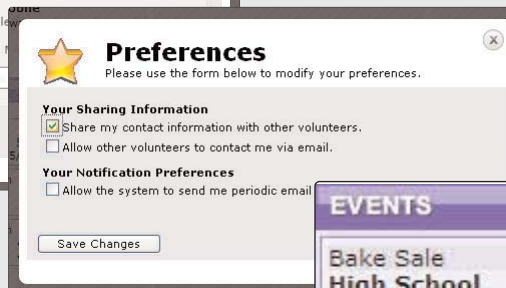 Preferences
Please use the form below to modify your preferences.
Your Sharing Information
Share my contact information with other volunteers.
Allow other volunteers to contact me via email.
Your Notification Preferences
Allow the system to send me periodic email
Save Changes
EVENTS
Bake Sale
High School